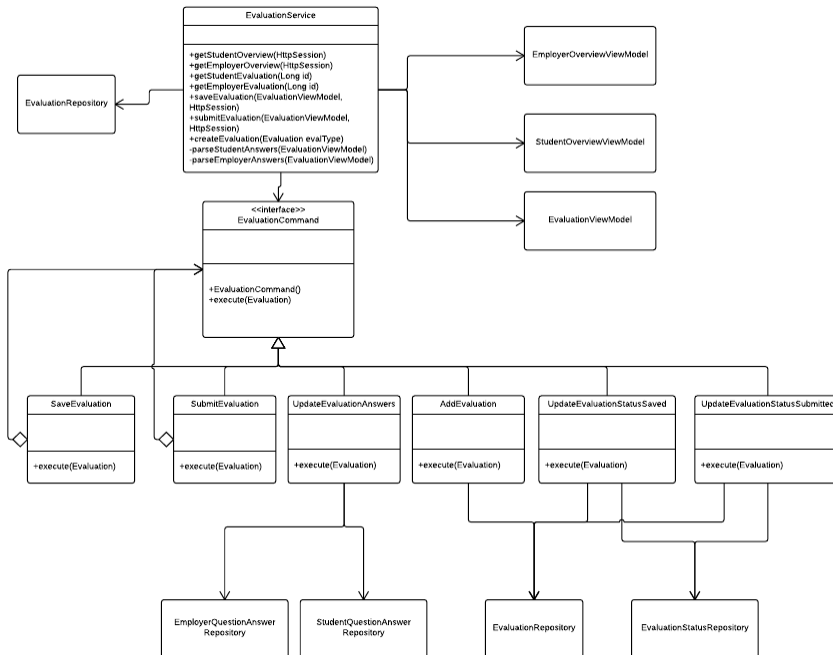 EvaluationService
+getStudentOverview(HttpSession)
+getEmployerOverview(HttpSession)
+getStudentEvaluation(Long id)
+getEmployerEvaluation(Long id)
+saveEvaluation(EvaluationViewModel,
HttpSession)
+submitEvaluation(EvaluationViewModel,
HttpSession)
+createEvaluation(Evaluation evalType)
-parseStudentAnswers(EvaluationViewModel)
-parseEmployerAnswers(EvaluationViewModel)
EvaluationRepository
EmployerOverviewViewModel
StudentOverviewViewModel
EvaluationViewModel
<<interface>>
EvaluationCommand
+EvaluationCommand()
+execute(Evaluation)
SaveEvaluation
+execute(Evaluation)
SubmitEvaluation
+execute(Evaluation)
UpdateEvaluationAnswers
+execute(Evaluation)
AddEvaluation
+execute(Evaluation)
UpdateEvaluationStatusSaved
+execute(Evaluation)
UpdateEvaluationStatusSubmitted
+execute(Evaluation)
EmployerQuestionAnswer
Repository
StudentQuestionAnswer
Repository
EvaluationRepository
EvaluationStatusRepository